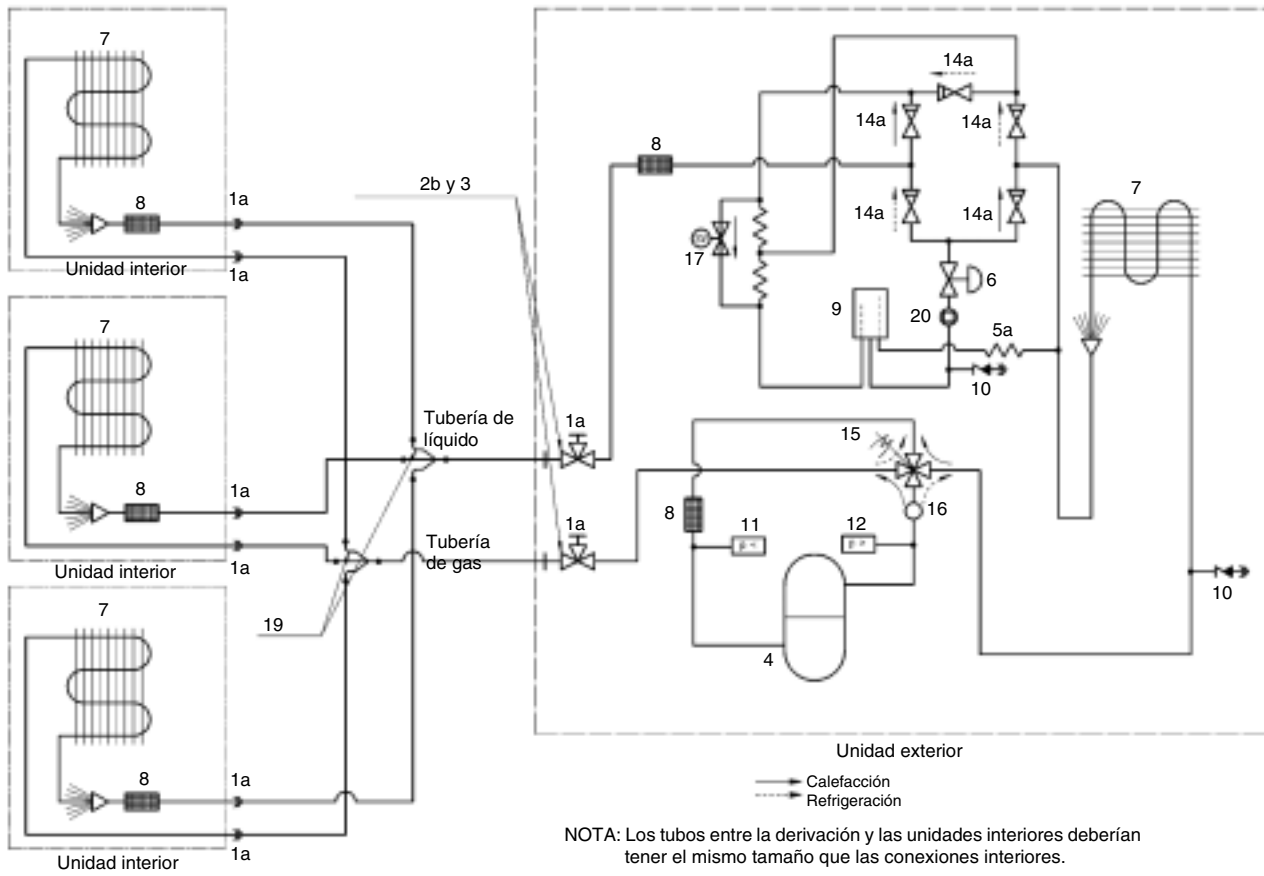 7
8
1a
Unidad interior
1a
7
8
1a
Unidad interior
1a
7
8
1a
Unidad interior
1a
2b y 3
Tubería de
líquido
Tubería
de gas
19
1a
1a
8
14a
14a
14a
14a
14a
17
6
9
20
5a
10
7
15
16
8
11
12
4
10
Unidad exterior
Calefacción
Refrigeración
NOTA: Los tubos entre la derivación y las unidades interiores deberían
tener el mismo tamaño que las conexiones interiores.